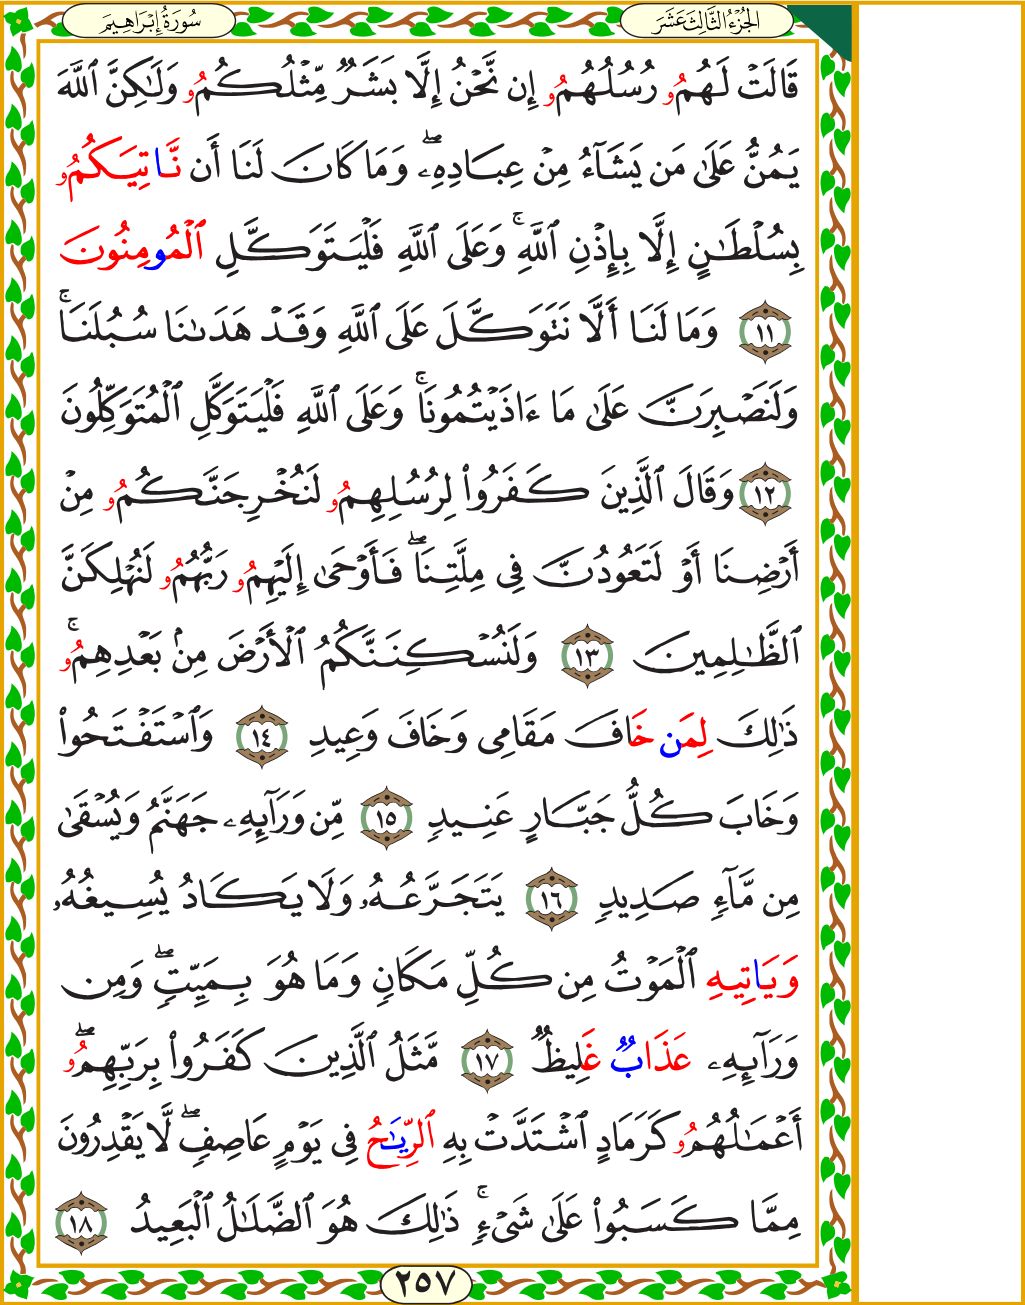 الجُزْءُ الثَّالِثَ عَشَرَ
سُورَةُ إِبْرَاهِيمَ
قَالَتْ لَهُمُۥ رُسُلُهُمُۥ إِن نَّحْنُ إِلَّا بَشَرٌ مِّثْلُكُمُۥ وَلَٰكِنَّ ٱللَّهَ
يَمُنُّ عَلَىٰ مَن يَشَآءُ مِنْ عِبَادِهِۦۖ وَمَا كَانَ لَنَا أَن نَّاتِيَكُمُۥ
بِسُلْطَٰنٍ إِلَّا بِإِذْنِ ٱللَّهِۚ وَعَلَى ٱللَّهِ فَلْيَتَوَكَّلِ ٱلْمُومِنُونَ
١١ وَمَا لَنَا أَلَّا نَتَوَكَّلَ عَلَى ٱللَّهِ وَقَدْ هَدَىٰنَا سُبُلَنَاۚ
وَلَنَصْبِرَنَّ عَلَىٰ مَا ءَاذَيْتُمُونَاۚ وَعَلَى ٱللَّهِ فَلْيَتَوَكَّلِ ٱلْمُتَوَكِّلُونَ
١٢ وَقَالَ ٱلَّذِينَ كَفَرُوا۟ لِرُسُلِهِمُۥ لَنُخْرِجَنَّكُمُۥ مِنْ
أَرْضِنَا أَوْ لَتَعُودُنَّ فِى مِلَّتِنَاۖ فَأَوْحَىٰ إِلَيْهِمُۥ رَبُّهُمُۥ لَنُهْلِكَنَّ
ٱلظَّٰلِمِينَ ١٣ وَلَنُسْكِنَنَّكُمُ ٱلْأَرْضَ مِنۢ بَعْدِهِمُۥۚ
ذَٰلِكَ لِمَن خَافَ مَقَامِى وَخَافَ وَعِيدِ ١٤ وَٱسْتَفْتَحُوا۟
وَخَابَ كُلُّ جَبَّارٍ عَنِيدٍ ١٥ مِّن وَرَآئِهِۦ جَهَنَّمُ وَيُسْقَىٰ
مِن مَّآءٍ صَدِيدٍ ١٦ يَتَجَرَّعُهُۥ وَلَا يَكَادُ يُسِيغُهُۥ
وَيَاتِيهِ ٱلْمَوْتُ مِن كُلِّ مَكَانٍ وَمَا هُوَ بِمَيِّتٍۖ وَمِن
وَرَآئِهِۦ عَذَابٌ غَلِيظٌ ١٧ مَّثَلُ ٱلَّذِينَ كَفَرُوا۟ بِرَبِّهِمُۥۖ
أَعْمَٰلُهُمُۥ كَرَمَادٍ ٱشْتَدَّتْ بِهِ ٱلرِّيَٰحُ فِى يَوْمٍ عَاصِفٍۖ لَّا يَقْدِرُونَ
مِمَّا كَسَبُوا۟ عَلَىٰ شَىْءٍۚ ذَٰلِكَ هُوَ ٱلضَّلَٰلُ ٱلْبَعِيدُ ١٨
٢٥٧